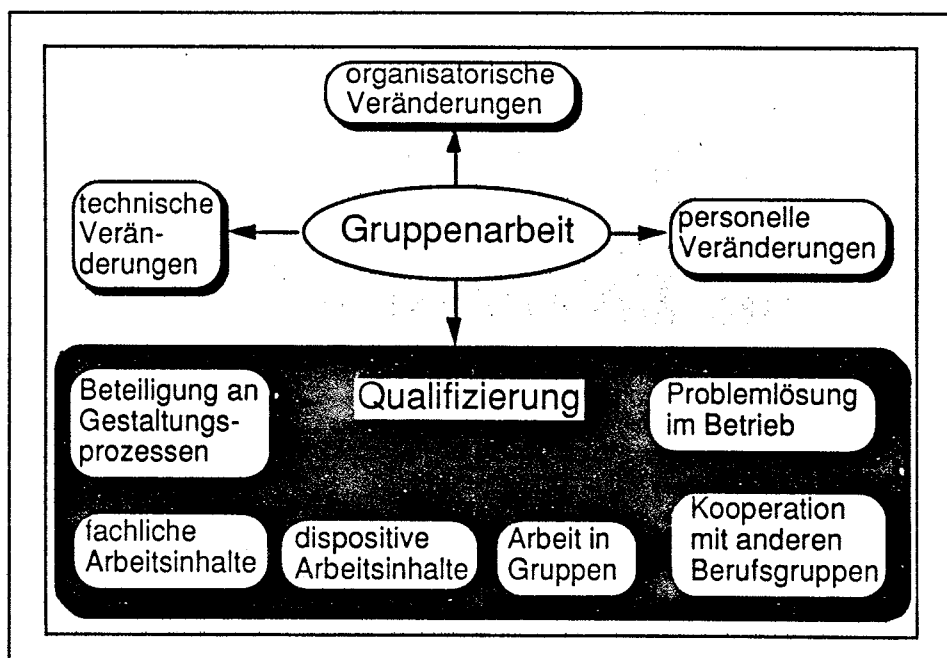 organisatorische
Veränderungen
technische
Verän-
derungen
Gruppenarbeit
personelle
Veränderungen
Qualifizierung
Beteiligung an
Gestaltungs-
prozessen
Problemlösung
im Betrieb
fachliche
Arbeitsinhalte
dispositive
Arbeitsinhalte
Arbeit in
Gruppen
Kooperation
mit anderen
Berufsgruppen